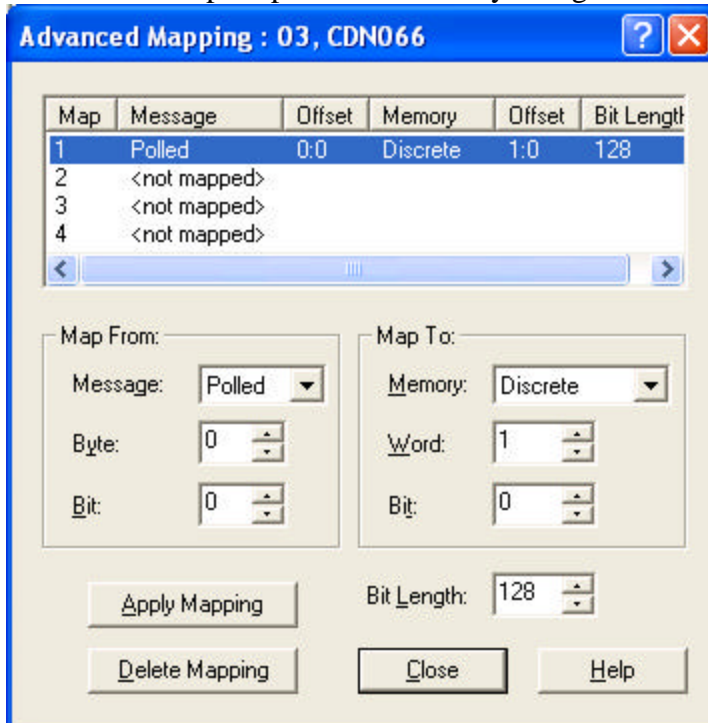 Advanced Mapping : 03, CDN066
Map Message Offset Memory Offset Bit Lengt
1 Polled 0:0 Discrete 1:0 128
2 <not mapped>
3 <not mapped>
4 <not mapped>
Map From:
Message: Polled
Byte: 0
Bit: 0
Map To:
Memory: Discrete
Word: 1
Bit: 0
Apply Mapping
Bit Length: 128
Delete Mapping
Close
Help